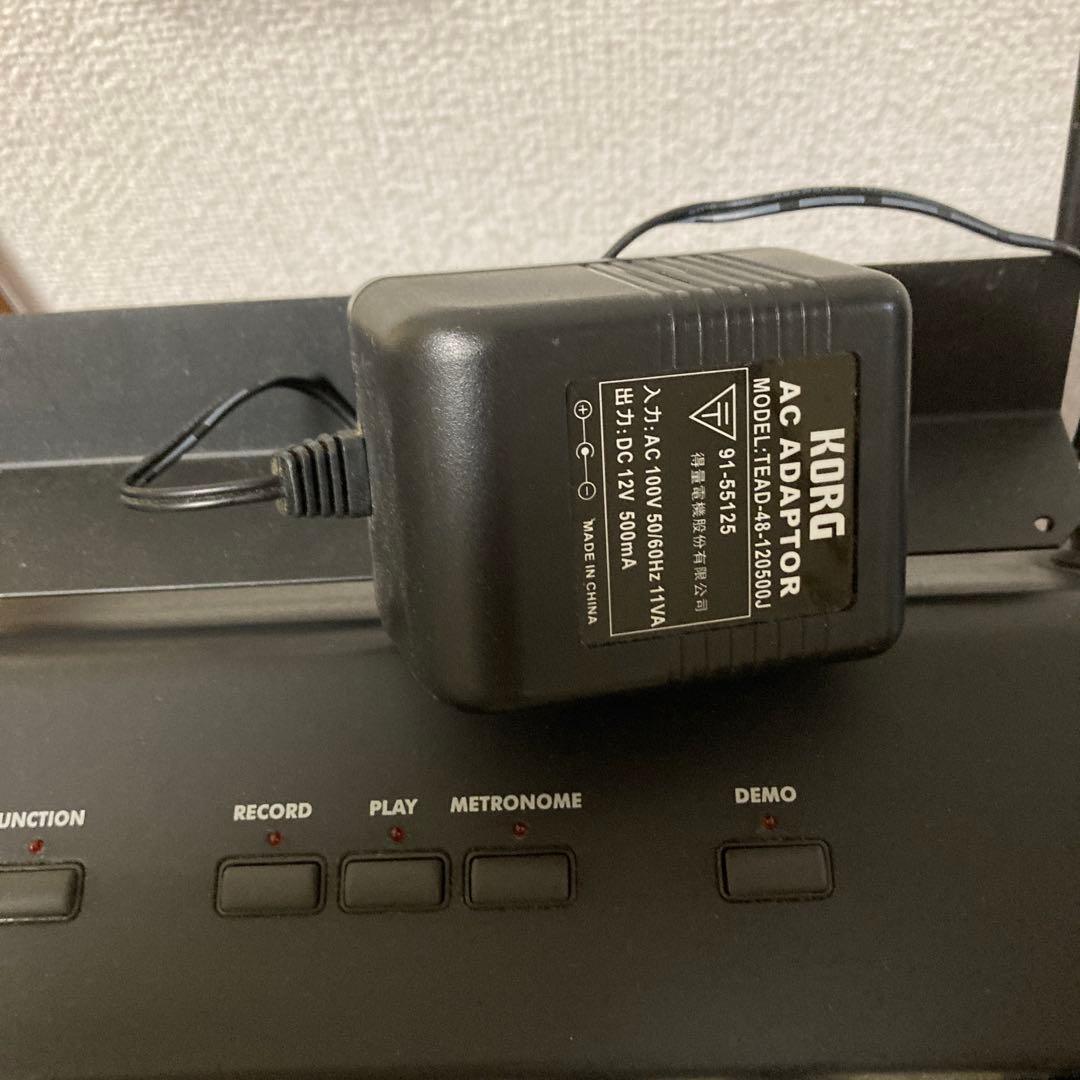 KORG
AC ADAPTOR
MODEL:TEAD-48-120500J
91-55125
得量電機股份有限公司
入力:AC 100V 50/60Hz 11VA
出力:DC 12V 500mA
MADE IN CHINA
UNCTION
RECORD
PLAY
METRONOME
DEMO